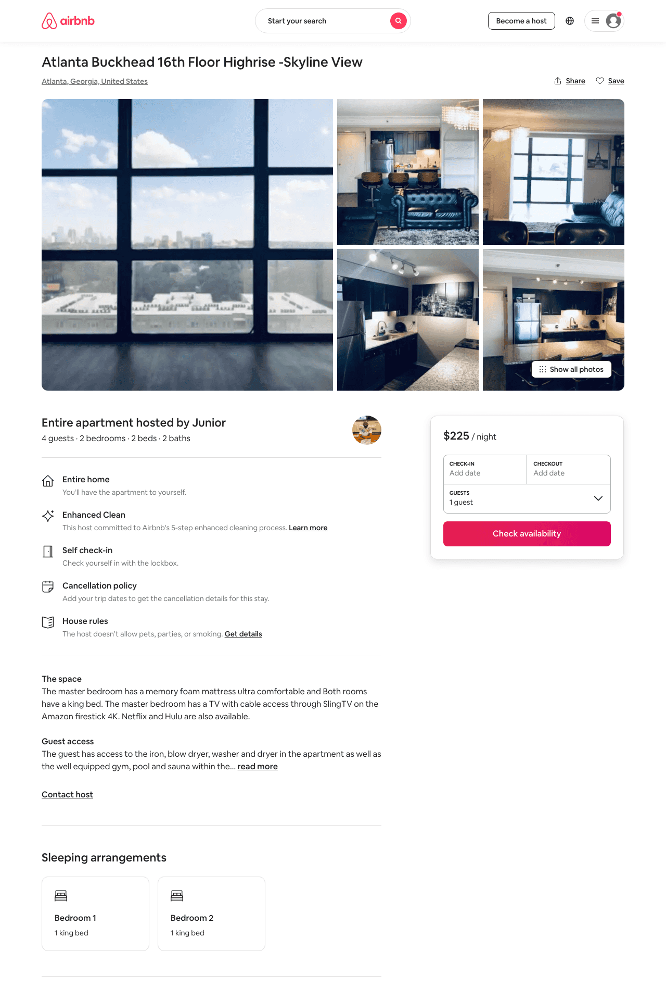 airbnb
Start your search
Become a host
Atlanta Buckhead 16th Floor Highrise -Skyline View
Atlanta, Georgia, United States
Share
Save
Show all photos
Entire apartment hosted by Junior
4 guests · 2 bedrooms · 2 beds · 2 baths
Entire home
You'll have the apartment to yourself.
Enhanced Clean
This host committed to Airbnb's 5-step enhanced cleaning process. Learn more
Self check-in
Check yourself in with the lockbox.
Cancellation policy
Add your trip dates to get the cancellation details for this stay.
House rules
The host doesn't allow pets, parties, or smoking. Get details
The space
The master bedroom has a memory foam mattress ultra comfortable and Both rooms
have a king bed. The master bedroom has a TV with cable access through SlingTV on the
Amazon firestick 4K. Netflix and Hulu are also available.
Guest access
The guest has access to the iron, blow dryer, washer and dryer in the apartment as well as
the well equipped gym, pool and sauna within the... read more
Contact host
Sleeping arrangements
Bedroom 1
1 king bed
Bedroom 2
1 king bed
$225 / night
CHECK-IN
Add date
CHECKOUT
Add date
GUESTS
1 guest
Check availability